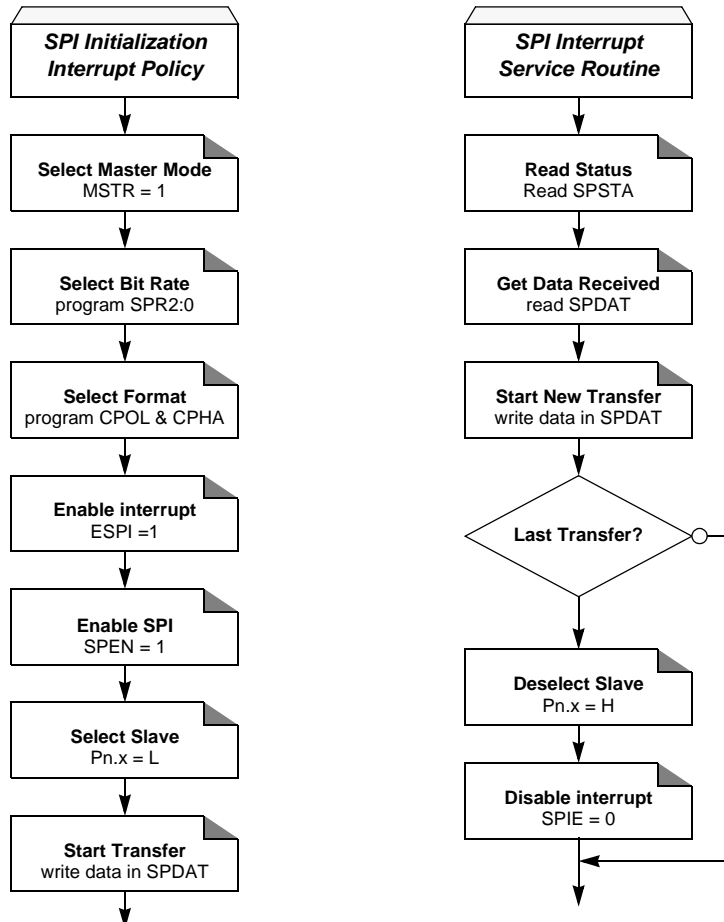 SPI Initialization
Interrupt Policy
Select Master Mode
MSTR = 1
Select Bit Rate
program SPR2:0
Select Format
program CPOL & CPHA
Enable interrupt
ESPI =1
Enable SPI
SPEN = 1
Select Slave
Pn.x = L
Start Transfer
write data in SPDAT
SPI Interrupt
Service Routine
Read Status
Read SPSTA
Get Data Received
read SPDAT
Start New Transfer
write data in SPDAT
Last Transfer?
Deselect Slave
Pn.x = H
Disable interrupt
SPIE = 0